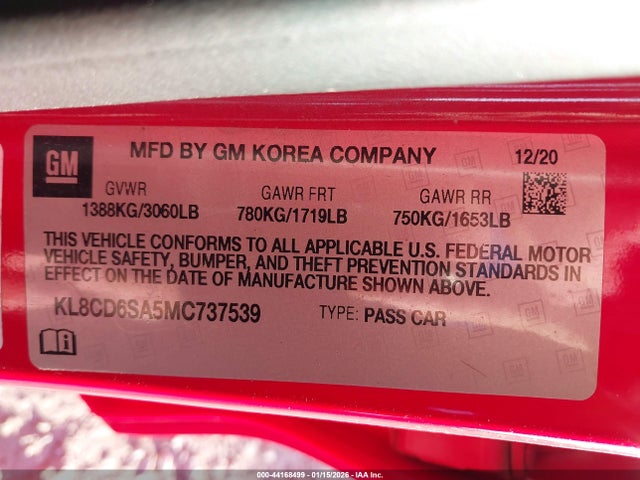 GM
MFD BY GM KOREA COMPANY 12/20
GVWR GAWR FRT GAWR RR
1388KG/3060LB 780KG/1719LB 750KG/1653LB
THIS VEHICLE CONFORMS TO ALL APPLICABLE U.S. FEDERAL MOTOR
VEHICLE SAFETY, BUMPER, AND THEFT PREVENTION STANDARDS IN
EFFECT ON THE DATE OF MANUFACTURE SHOWN ABOVE.
KL8CD6SA5MC737539 TYPE: PASS CAR
000-44168499 - 01/15/2026 - IAA Inc.